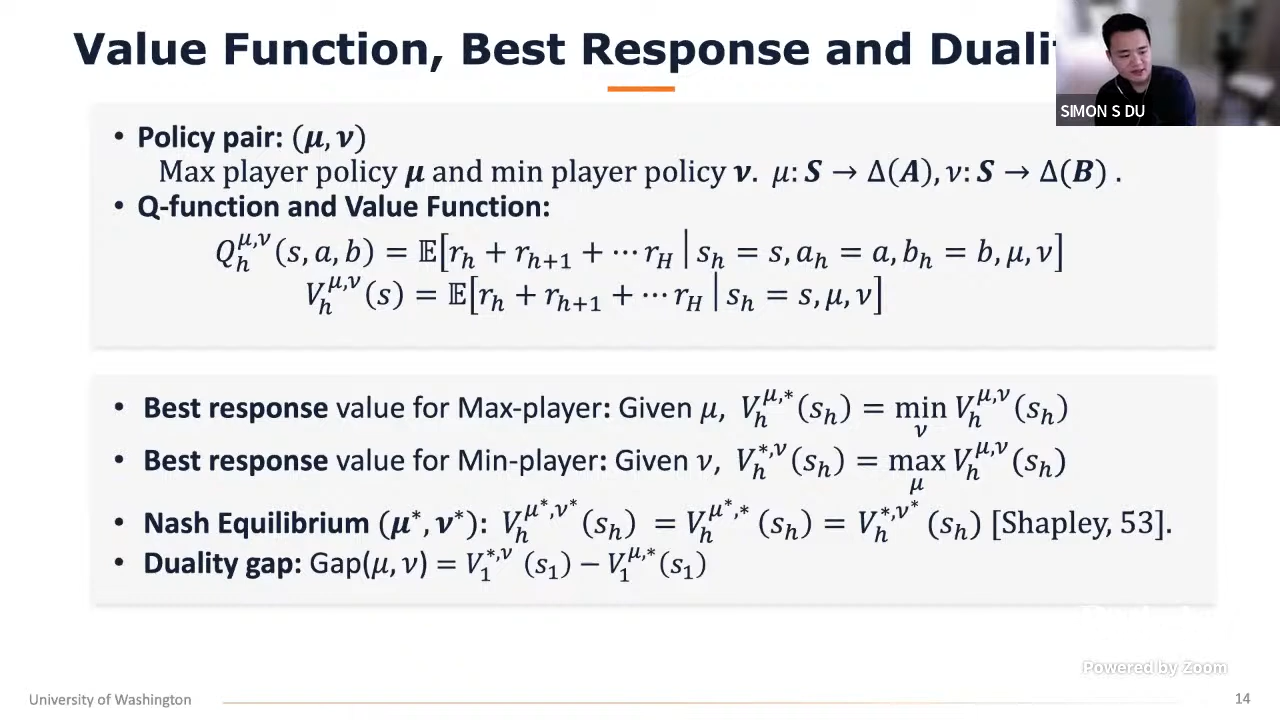 Value Function, Best Response and Duali
SIMON S DU
• Policy pair: (μ, ν)
Max player policy μ and min player policy ν. μ: S → Δ(A), ν: S → Δ(B) .
• Q-function and Value Function:
Q_h^{μ,ν}(s, a, b) = 𝔼[r_h + r_{h+1} + ⋯ r_H | s_h = s, a_h = a, b_h = b, μ, ν]
V_h^{μ,ν}(s) = 𝔼[r_h + r_{h+1} + ⋯ r_H | s_h = s, μ, ν]
• Best response value for Max-player: Given μ, V_h^{μ,*}(s_h) = min_ν V_h^{μ,ν}(s_h)
• Best response value for Min-player: Given ν, V_h^{*,ν}(s_h) = max_μ V_h^{μ,ν}(s_h)
• Nash Equilibrium (μ*, ν*): V_h^{μ*,ν*}(s_h) = V_h^{μ*,*}(s_h) = V_h^{*,ν*}(s_h) [Shapley, 53].
• Duality gap: Gap(μ, ν) = V_1^{*,ν}(s_1) − V_1^{μ,*}(s_1)
Powered by Zoom
University of Washington
14